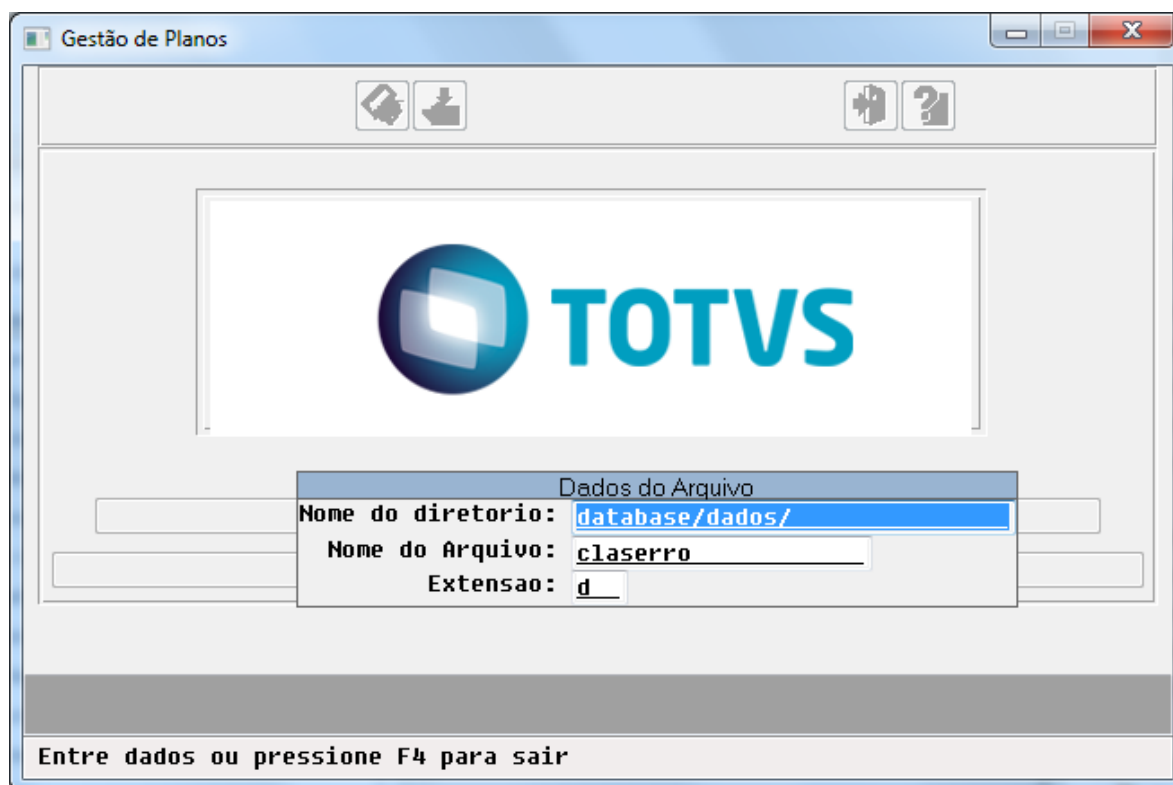 Gestão de Planos
TOTVS
Dados do Arquivo
Nome do diretorio: database/dados/
Nome do Arquivo: claserro
Extensao: d
Entre dados ou pressione F4 para sair